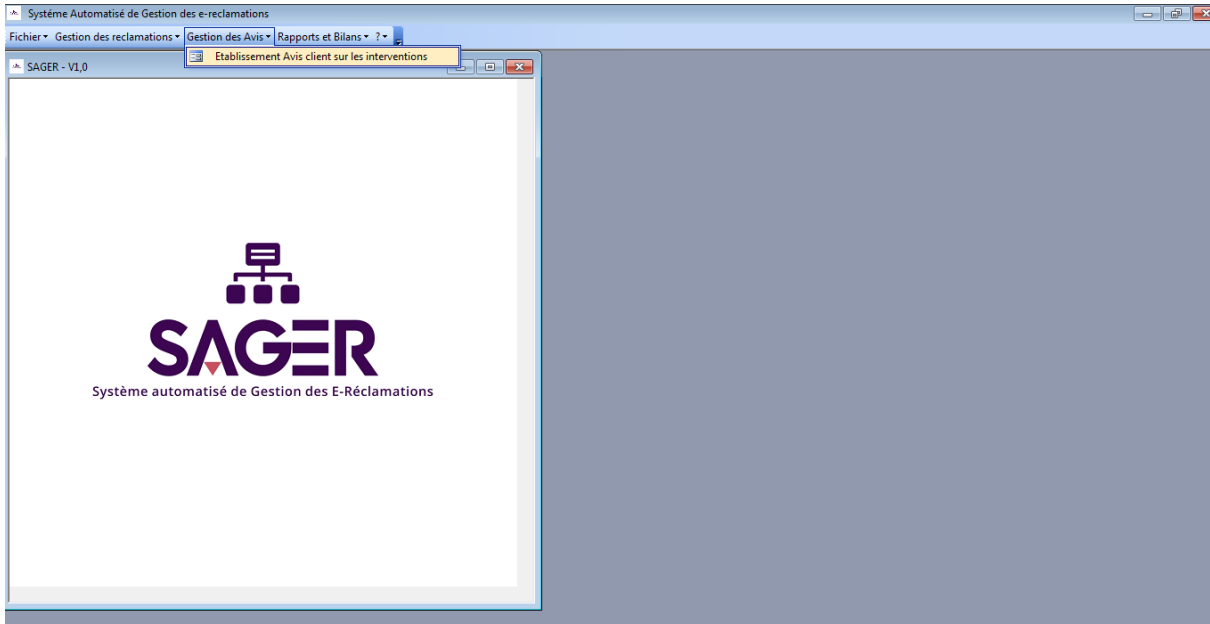 Systéme Automatisé de Gestion des e-reclamations
Fichier Gestion des reclamations Gestion des Avis Rapports et Bilans ?
Etablissement Avis client sur les interventions
SAGER - V1,0
SAGER
Système automatisé de Gestion des E-Réclamations